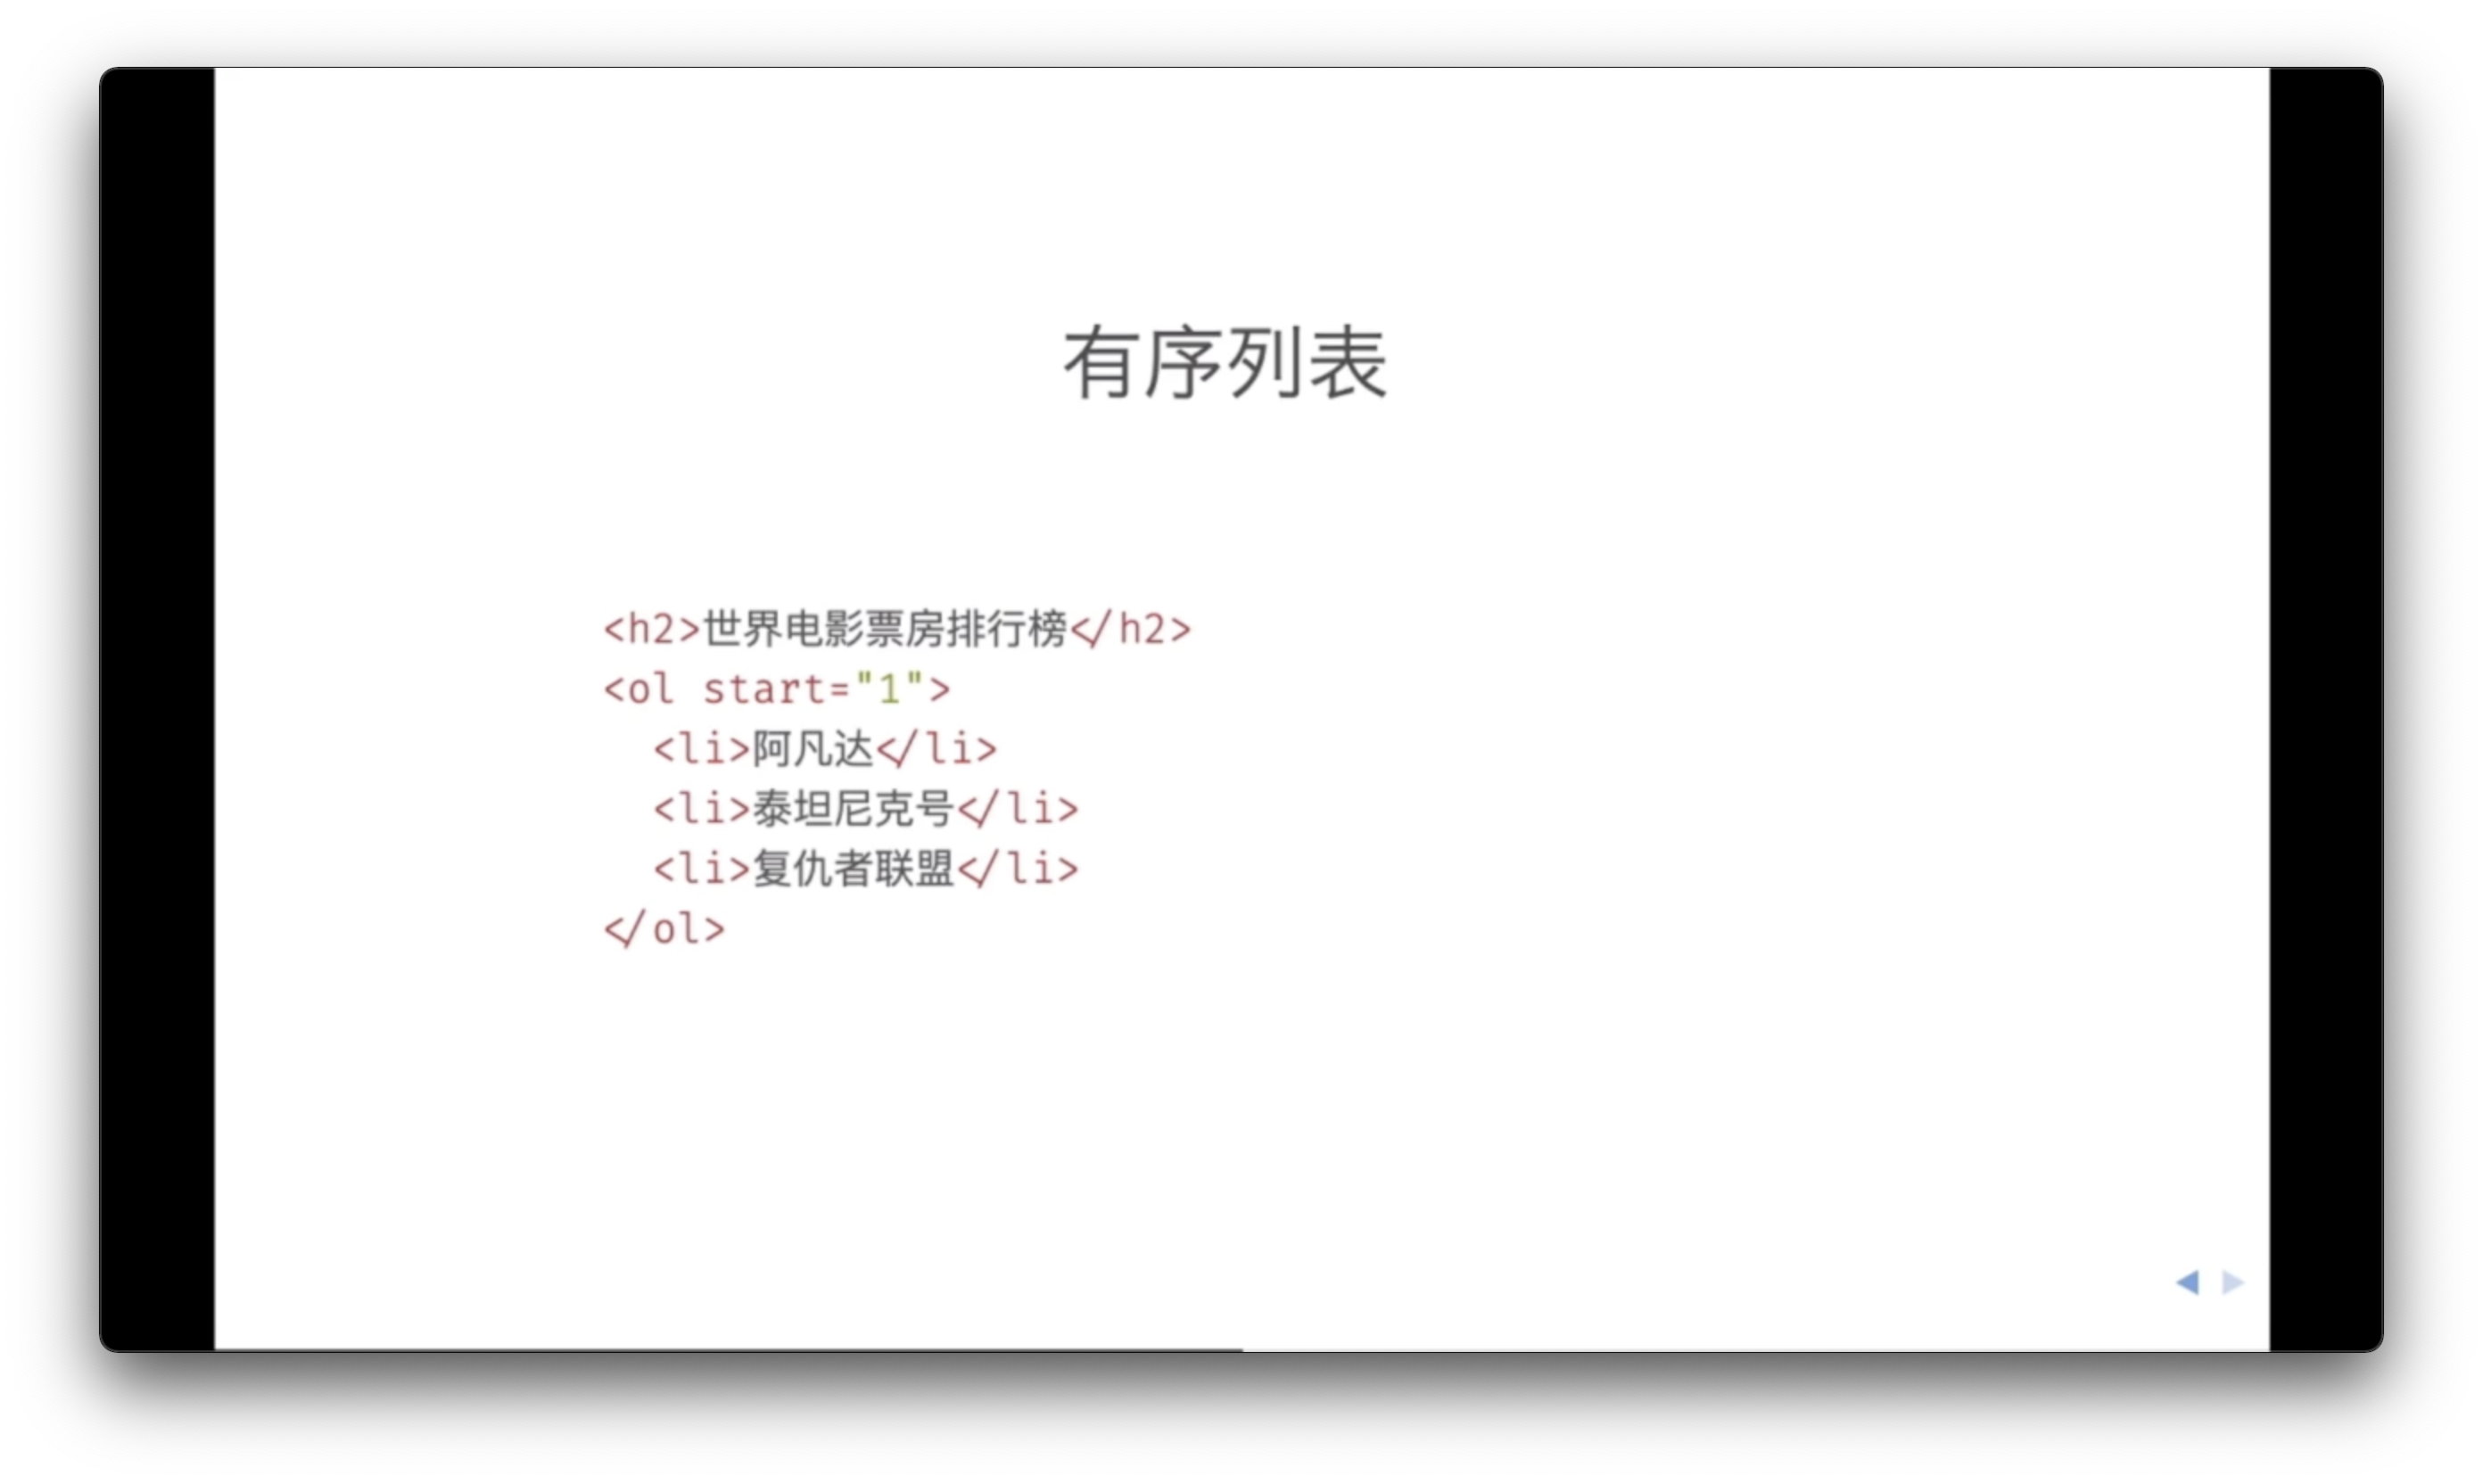 有序列表
<h2>世界电影票房排行榜</h2>
<ol start="1">
<li>阿凡达</li>
<li>泰坦尼克号</li>
<li>复仇者联盟</li>
</ol>